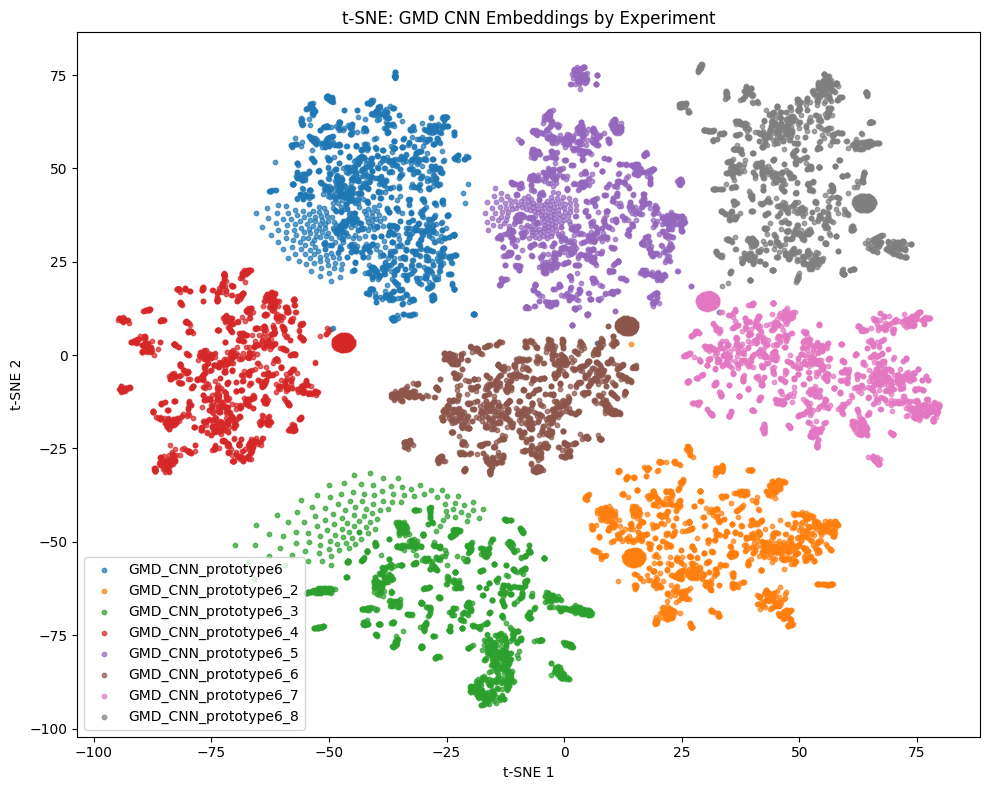 t-SNE: GMD CNN Embeddings by Experiment
75
50
25
0
−25
−50
−75
−100
t-SNE 2
GMD_CNN_prototype6
GMD_CNN_prototype6_2
GMD_CNN_prototype6_3
GMD_CNN_prototype6_4
GMD_CNN_prototype6_5
GMD_CNN_prototype6_6
GMD_CNN_prototype6_7
GMD_CNN_prototype6_8
−100 −75 −50 −25 0 25 50 75
t-SNE 1